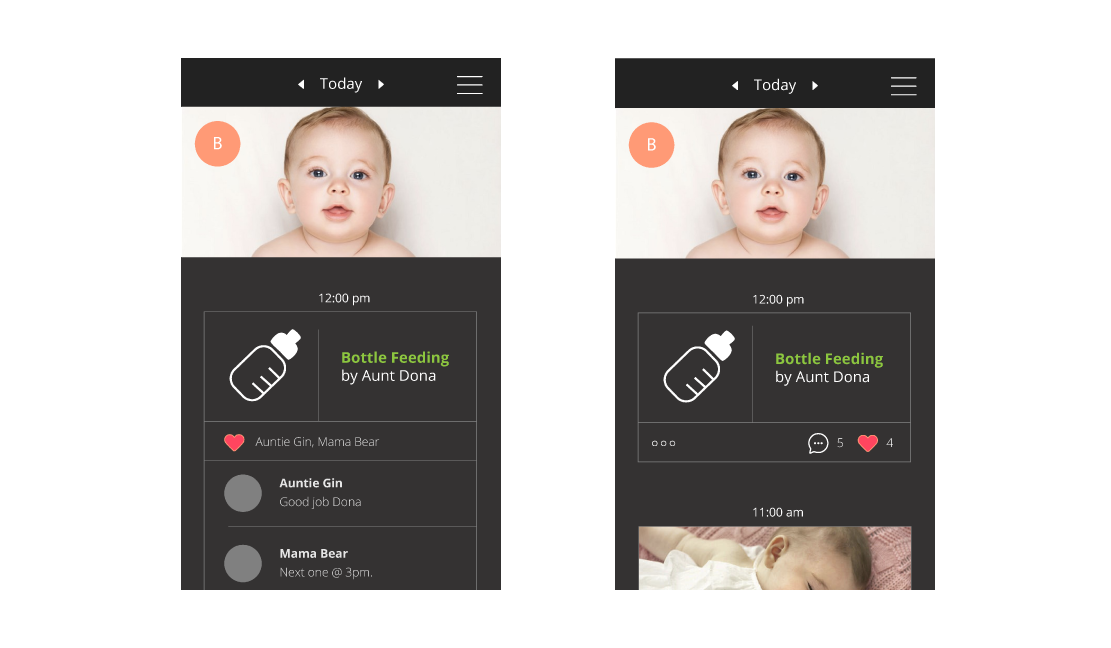 Today
B
12:00 pm
Bottle Feeding
by Aunt Dona
Auntie Gin, Mama Bear
Auntie Gin
Good job Dona
Mama Bear
Next one @ 3pm.
Today
B
12:00 pm
Bottle Feeding
by Aunt Dona
5 4
11:00 am